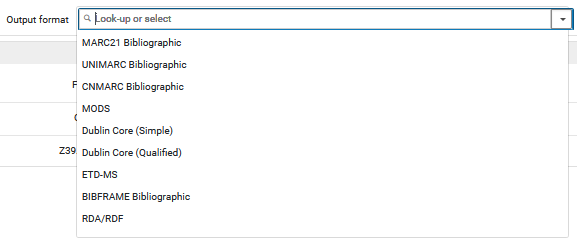 Output format
Look-up or select
MARC21 Bibliographic
UNIMARC Bibliographic
CNMARC Bibliographic
MODS
Dublin Core (Simple)
Dublin Core (Qualified)
ETD-MS
BIBFRAME Bibliographic
RDA/RDF